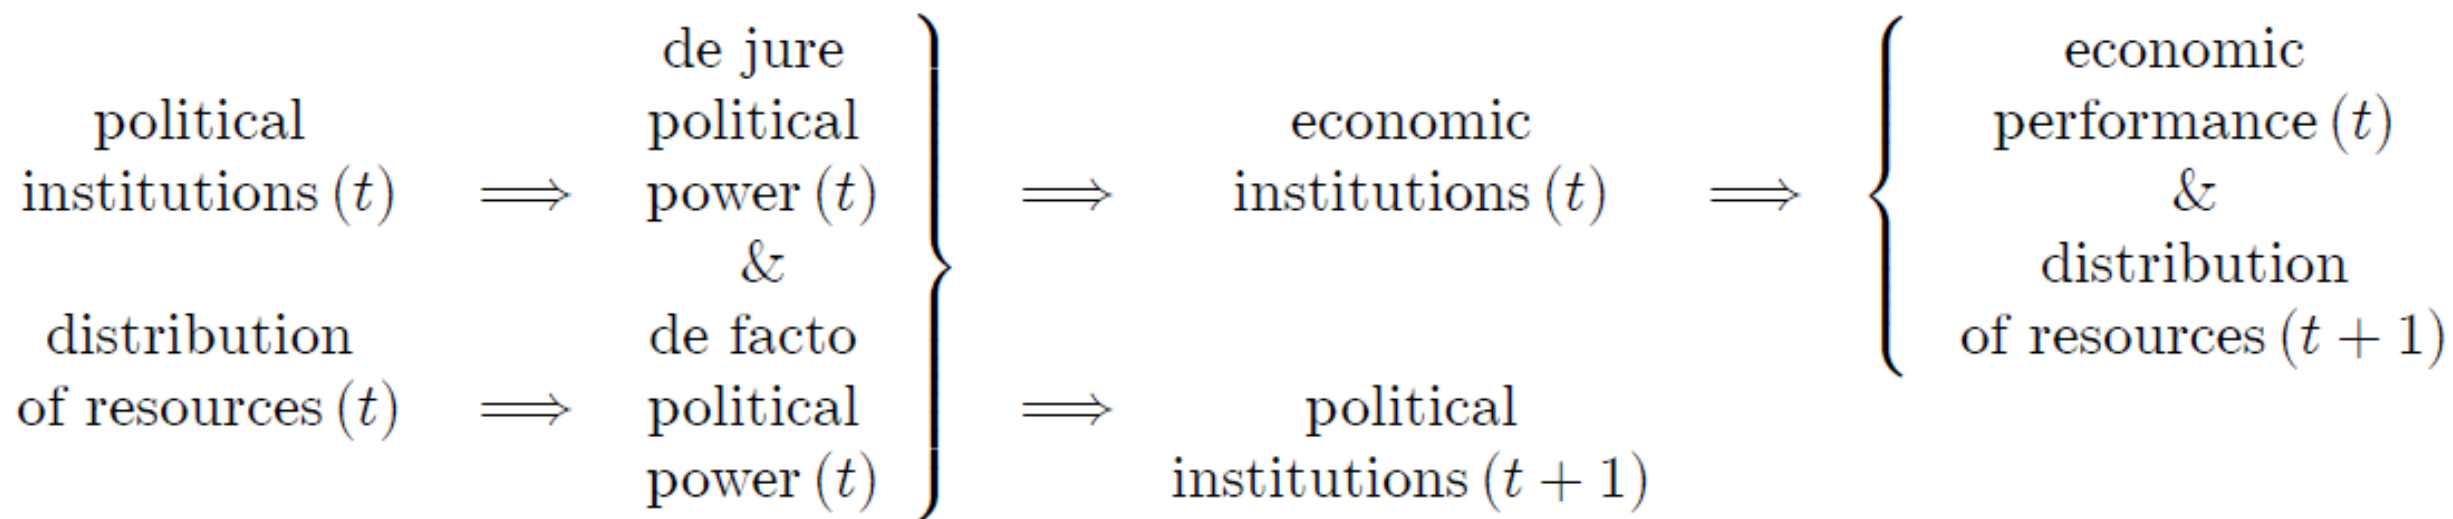 political
institutions (t)
⟹
distribution
of resources (t)
⟹
de jure
political
power (t)
&
de facto
political
power (t)
⟹
economic
institutions (t)
⟹
political
institutions (t + 1)
⟹
economic
performance (t)
&
distribution
of resources (t + 1)